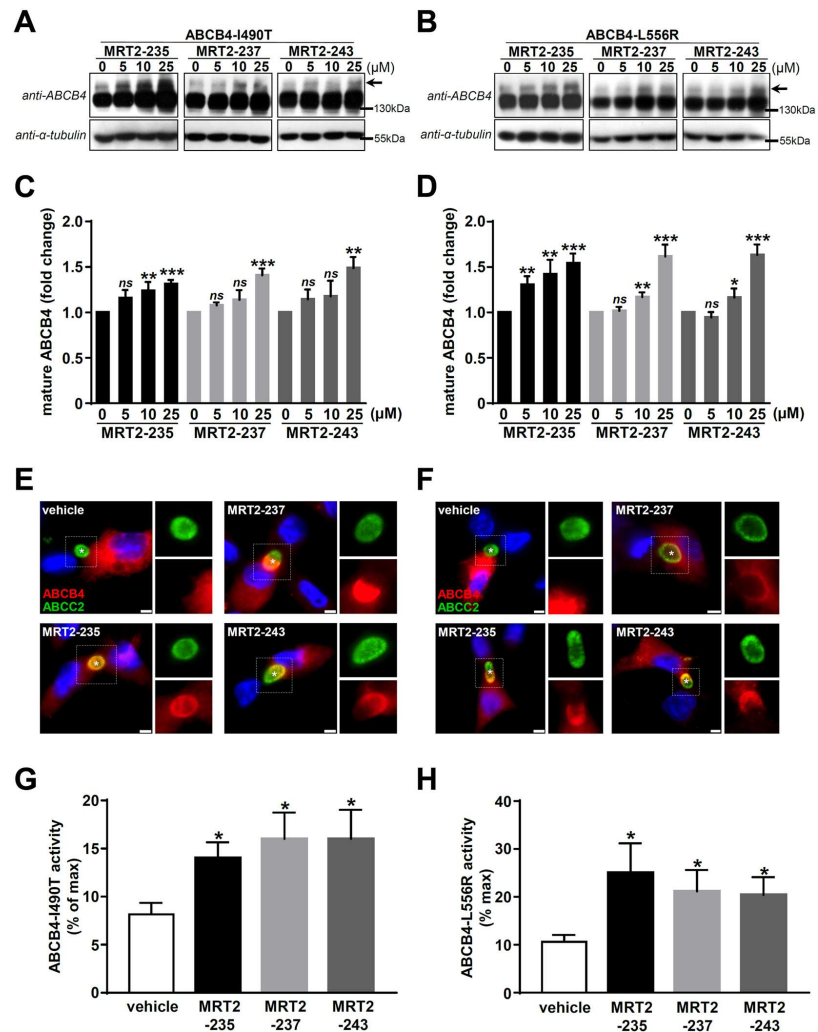 A
ABCB4-I490T
MRT2-235 MRT2-237 MRT2-243
0 5 10 25 0 5 10 25 0 5 10 25 (μM)
anti-ABCB4
130kDa
anti-α-tubulin
55kDa
B
ABCB4-L556R
MRT2-235 MRT2-237 MRT2-243
0 5 10 25 0 5 10 25 0 5 10 25 (μM)
anti-ABCB4
130kDa
anti-α-tubulin
55kDa
C
mature ABCB4 (fold change)
2.0
1.5
1.0
0.5
0.0
ns ** *** ns ns *** ns ns **
0 5 10 25 0 5 10 25 0 5 10 25 (μM)
MRT2-235 MRT2-237 MRT2-243
D
mature ABCB4 (fold change)
2.0
1.5
1.0
0.5
0.0
** ** *** ns ** *** ns * ***
0 5 10 25 0 5 10 25 0 5 10 25 (μM)
MRT2-235 MRT2-237 MRT2-243
E
vehicle
*
ABCB4
ABCC2
MRT2-237
*
MRT2-235
*
MRT2-243
*
F
vehicle
*
ABCB4
ABCC2
MRT2-237
*
MRT2-235
*
MRT2-243
*
G
ABCB4-I490T activity
(% of max)
20
15
10
5
0
* * *
vehicle MRT2 MRT2 MRT2
-235 -237 -243
H
ABCB4-L556R activity
(% max)
40
30
20
10
0
* * *
vehicle MRT2 MRT2 MRT2
-235 -237 -243